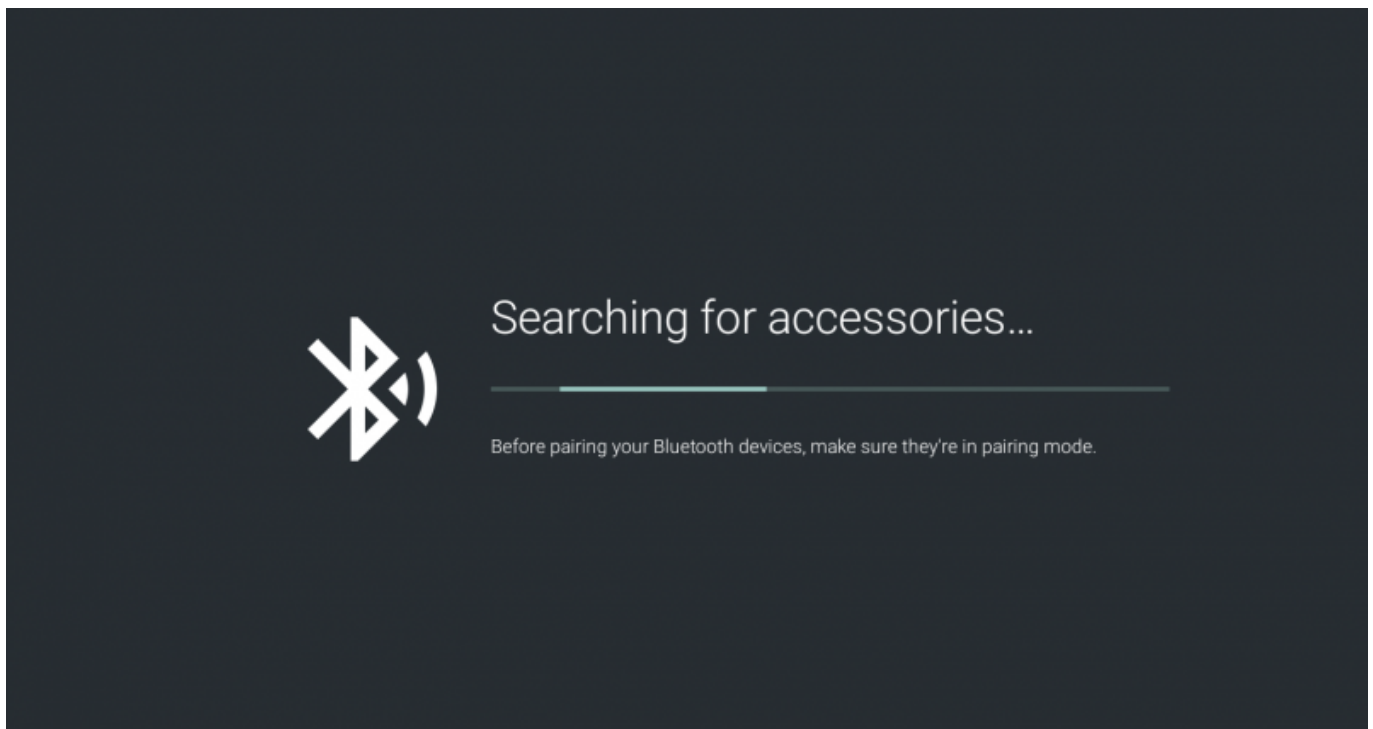 Searching for accessories...
Before pairing your Bluetooth devices, make sure they're in pairing mode.